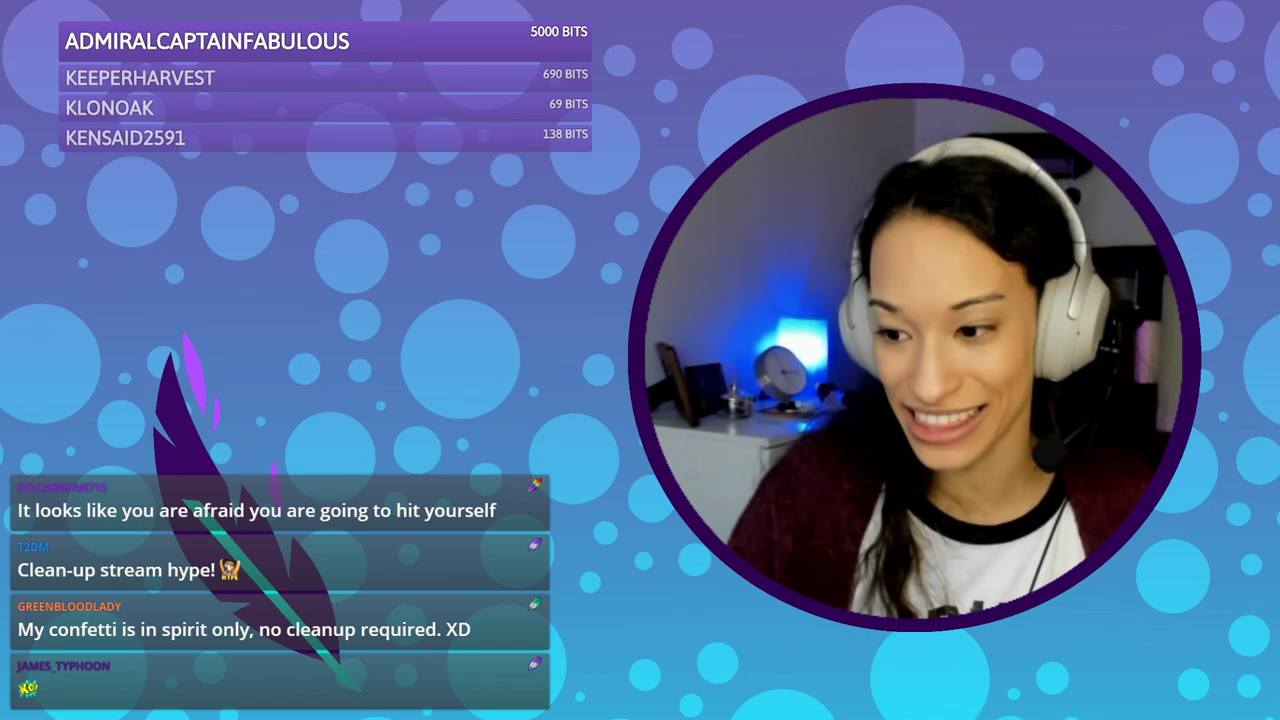 ADMIRALCAPTAINFABULOUS 5000 BITS
KEEPERHARVEST 690 BITS
KLONOAK 69 BITS
KENSAID2591 138 BITS
It looks like you are afraid you are going to hit yourself
T2DM
Clean-up stream hype! HYPE
GREENBLOODLADY
My confetti is in spirit only, no cleanup required. XD
JAMES_TYPHOON
KO!